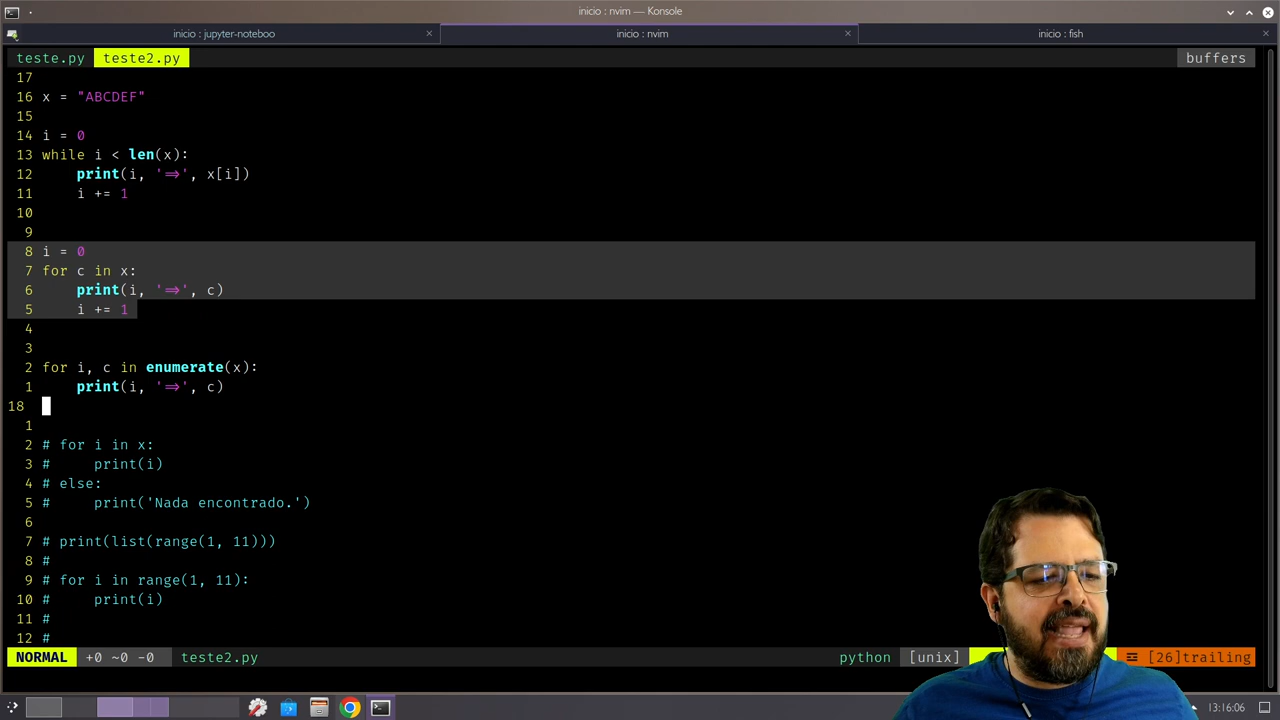 inicio : nvim — Konsole
inicio : jupyter-noteboo
inicio : nvim
inicio : fish
teste.py teste2.py buffers
17
16 x = "ABCDEF"
15
14 i = 0
13 while i < len(x):
12     print(i, '=>', x[i])
11     i += 1
10
9
8 i = 0
7 for c in x:
6     print(i, '=>', c)
5     i += 1
4
3
2 for i, c in enumerate(x):
1     print(i, '=>', c)
18
1
2 # for i in x:
3 #     print(i)
4 # else:
5 #     print('Nada encontrado.')
6
7 # print(list(range(1, 11)))
8 #
9 # for i in range(1, 11):
10 #     print(i)
11 #
12 #
NORMAL +0 ~0 -0 teste2.py python [unix] [26]trailing
13:16:06